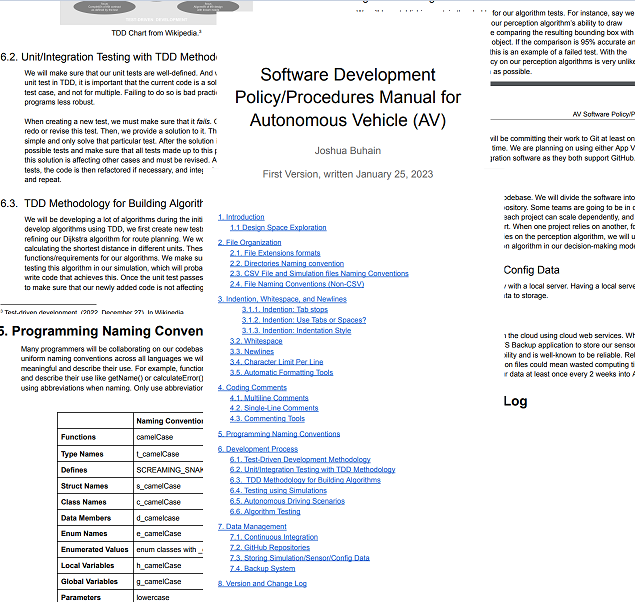 TDD Chart from Wikipedia.³
6.2. Unit/Integration Testing with TDD Method
We will make sure that our unit tests are well-defined. And
unit test in TDD, it is important that the current code is a
test case, and not for multiple. Failing to do so is bad
programs less robust.
When creating a new test, we must make sure that it fails.
redo or revise this test. Then, we provide a solution to it.
simple and only solve that particular test. After the solution
possible tests and make sure that all tests made up to this
this solution is affecting other cases and must be revised.
tests, the code is then refactored if necessary, and
and repeat.
6.3. TDD Methodology for Building Algorit
We will be developing a lot of algorithms during the
develop algorithms using TDD, we first create new
refining our Dijkstra algorithm for route planning. We
calculating the shortest distance in different units.
functions/requirements for our algorithms. We make
testing this algorithm in our simulation, which will
write code that achieves this. Once the unit test passes
to make sure that our newly added code is not affecting
³ Test-driven development. (2022, December 27). In Wikipedia.
5. Programming Naming Conven
Many programmers will be collaborating on our
uniform naming conventions across all languages we
meaningful and describe their use. For example,
and describe their use like getName() or calculateError()
using abbreviations when naming. Only use
Naming Conventio
Functions camelCase
Type Names t_camelCase
Defines SCREAMING_SNAK
Struct Names s_camelCase
Class Names c_camelCase
Data Members d_camelCase
Enum Names e_camelCase
Enumerated Values enum classes with _
Local Variables h_camelCase
Global Variables g_camelCase
Parameters lowercase
Software Development
Policy/Procedures Manual for
Autonomous Vehicle (AV)
Joshua Buhain
First Version, written January 25, 2023
1. Introduction
1.1 Design Space Exploration
2. File Organization
2.1. File Extensions formats
2.2. Directories Naming convention
2.3. CSV File and Simulation files Naming Conventions
2.4. File Naming Conventions (Non-CSV)
3. Indention, Whitespace, and Newlines
3.1.1. Indention: Tab stops
3.1.2. Indention: Use Tabs or Spaces?
3.1.3. Indention: Indentation Style
3.2. Whitespace
3.3. Newlines
3.4. Character Limit Per Line
3.5. Automatic Formatting Tools
4. Coding Comments
4.1. Multiline Comments
4.2. Single-Line Comments
4.3. Commenting Tools
5. Programming Naming Conventions
6. Development Process
6.1. Test-Driven Development Methodology
6.2. Unit/Integration Testing with TDD Methodology
6.3. TDD Methodology for Building Algorithms
6.4. Testing using Simulations
6.5. Autonomous Driving Scenarios
6.6. Algorithm Testing
7. Data Management
7.1. Continuous Integration
7.2. GitHub Repositories
7.3. Storing Simulation/Sensor/Config Data
7.4. Backup System
8. Version and Change Log
for our algorithm tests. For instance, say we
our perception algorithm's ability to draw
e comparing the resulting bounding box with
object. If the comparison is 95% accurate an
this is an example of a failed test. With the
cy on our perception algorithms is very unlike
as possible.
AV Software Policy/P
will be committing their work to Git at least on
time. We are planning on using either App V
gration software as they both support GitHub.
odebase. We will divide the software into
ository. Some teams are going to be in
each project can scale dependently, and
rt. When one project relies on another,
es on the perception algorithm, we will u
n algorithm in our decision-making mode
Config Data
with a local server. Having a local serve
ta to storage.
the cloud using cloud web services. Wh
S Backup application to store our sensor
ility and is well-known to be reliable. Rel
on files could mean wasted computing ti
r data at least once every 2 weeks into A
Log